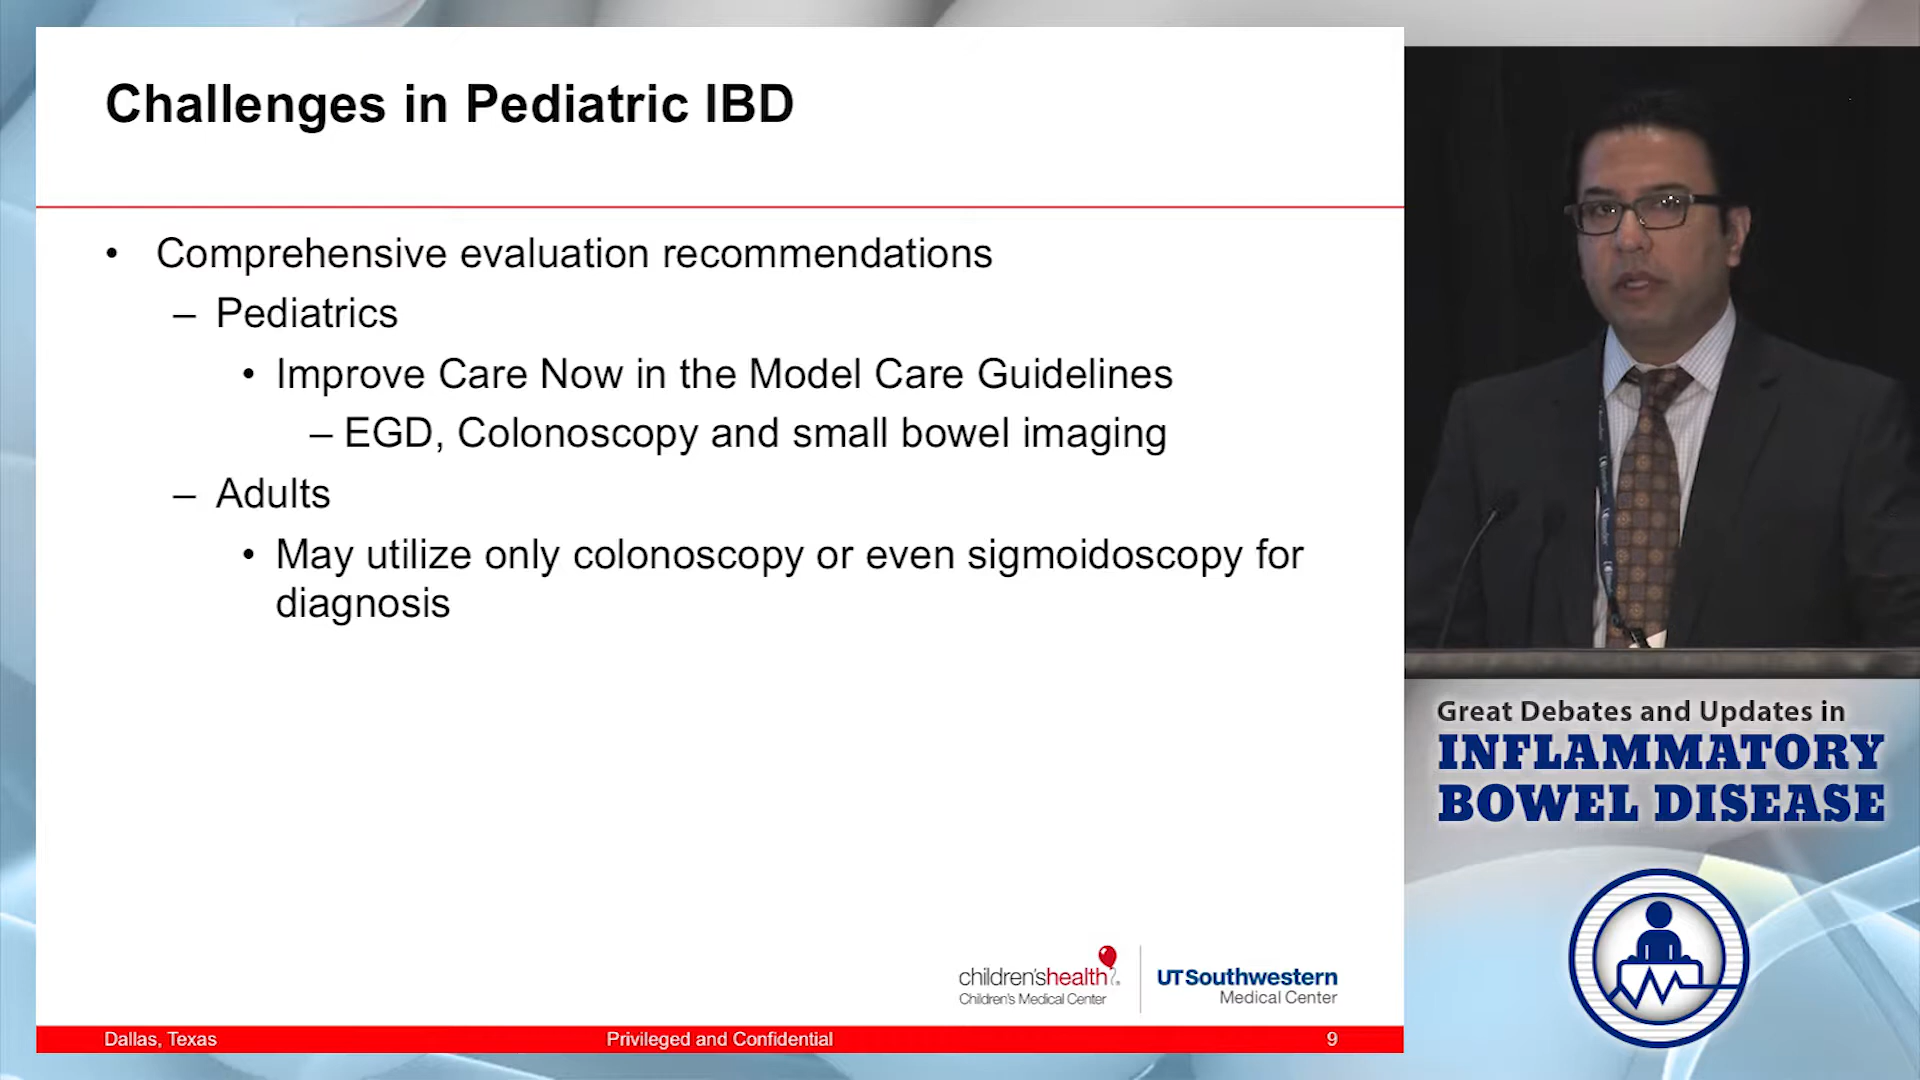 Challenges in Pediatric IBD
• Comprehensive evaluation recommendations
– Pediatrics
• Improve Care Now in the Model Care Guidelines
– EGD, Colonoscopy and small bowel imaging
– Adults
• May utilize only colonoscopy or even sigmoidoscopy for
diagnosis
children'shealth
Children's Medical Center
UTSouthwestern
Medical Center
Dallas, Texas
Privileged and Confidential
9
Great Debates and Updates in
INFLAMMATORY
BOWEL DISEASE